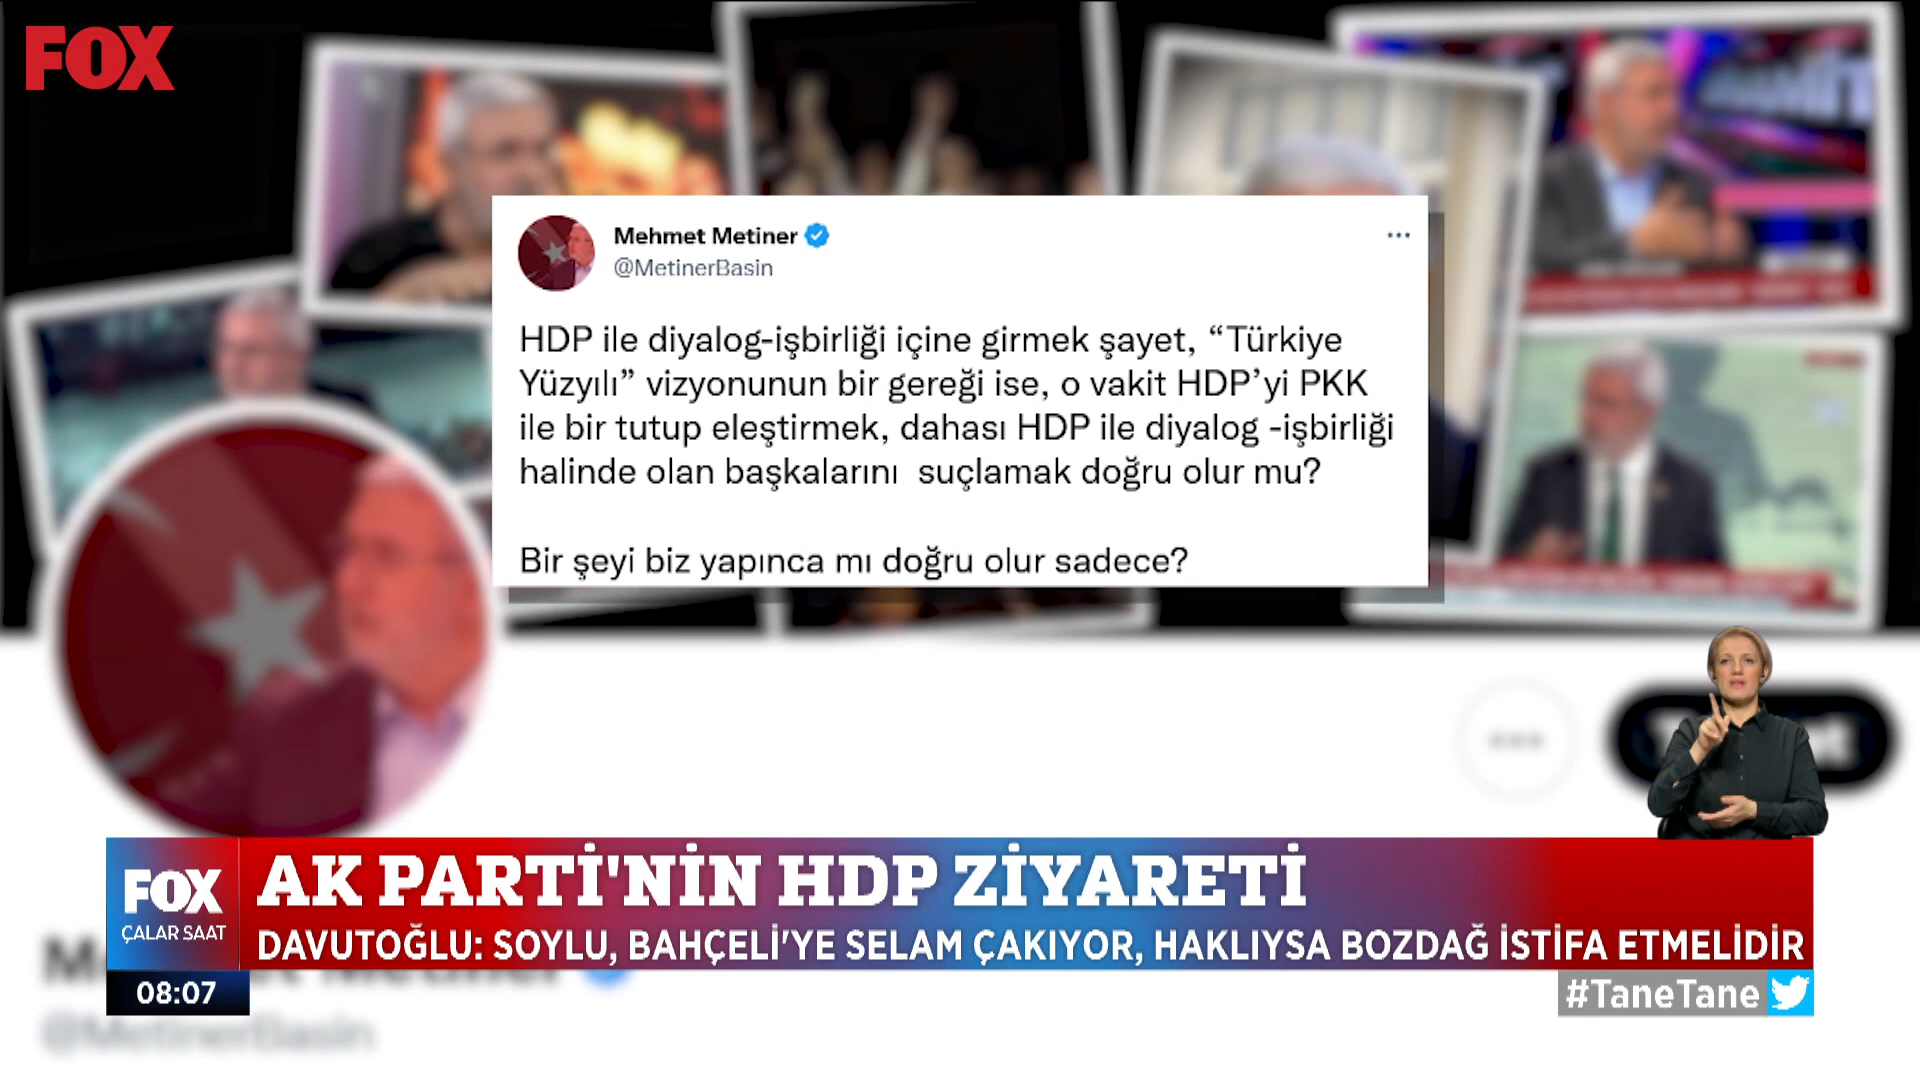 FOX
Mehmet Metiner
@MetinerBasin
HDP ile diyalog-işbirliği içine girmek şayet, “Türkiye
Yüzyılı” vizyonunun bir gereği ise, o vakit HDP’yi PKK
ile bir tutup eleştirmek, dahası HDP ile diyalog -işbirliği
halinde olan başkalarını suçlamak doğru olur mu?
Bir şeyi biz yapınca mı doğru olur sadece?
FOX
ÇALAR SAAT
AK PARTİ'NİN HDP ZİYARETİ
DAVUTOĞLU: SOYLU, BAHÇELİ'YE SELAM ÇAKIYOR, HAKLIYSA BOZDAĞ İSTİFA ETMELİDİR
08:07
#TaneTane
@MetinerBasin